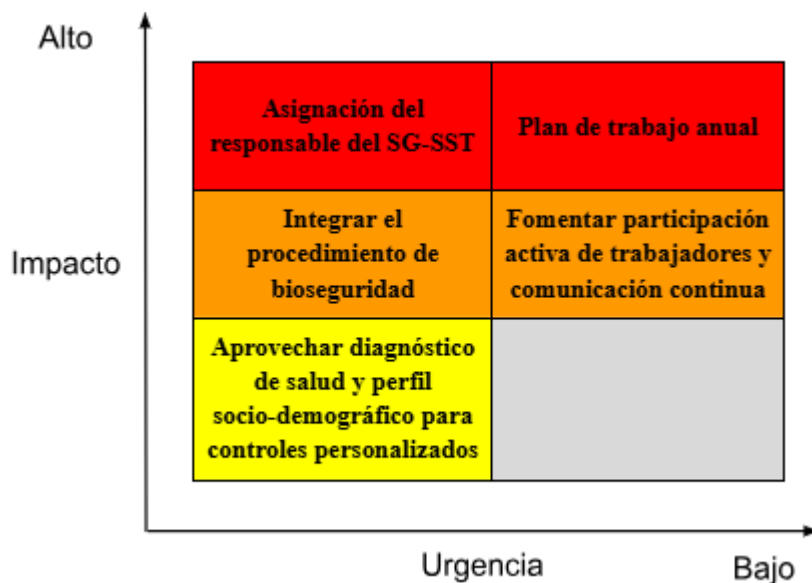 Alto
Asignación del
responsable del SG-SST
Plan de trabajo anual
Impacto
Integrar el
procedimiento de
bioseguridad
Fomentar participación
activa de trabajadores y
comunicación continua
Aprovechar diagnóstico
de salud y perfil
socio-demográfico para
controles personalizados
Urgencia
Bajo